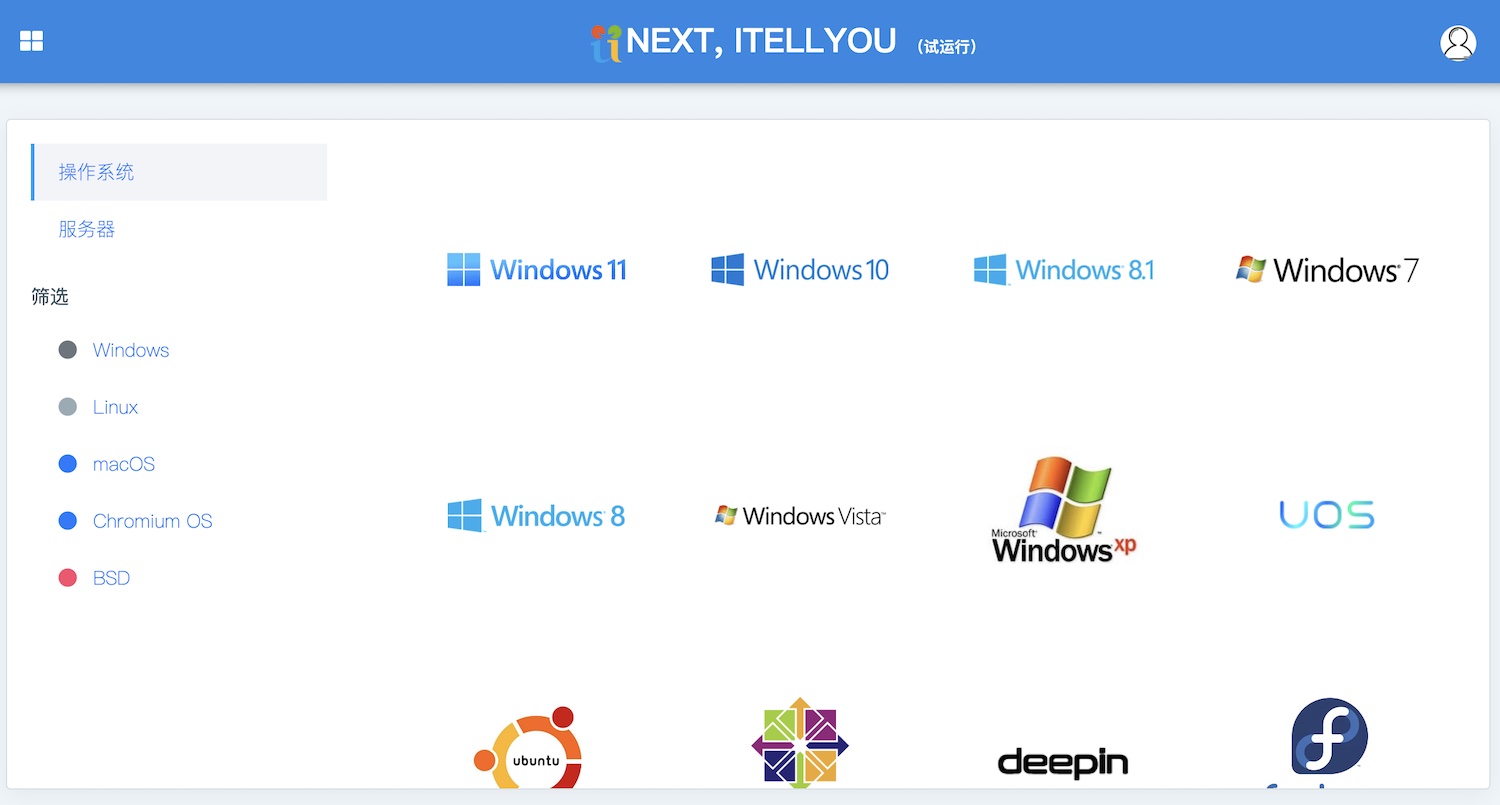 NEXT, ITELLYOU （试运行）
操作系统
服务器
筛选
Windows
Linux
macOS
Chromium OS
BSD
Windows 11
Windows 10
Windows 8.1
Windows 7
Windows 8
Windows Vista™
Microsoft
Windows xp
UOS
ubuntu
deepin